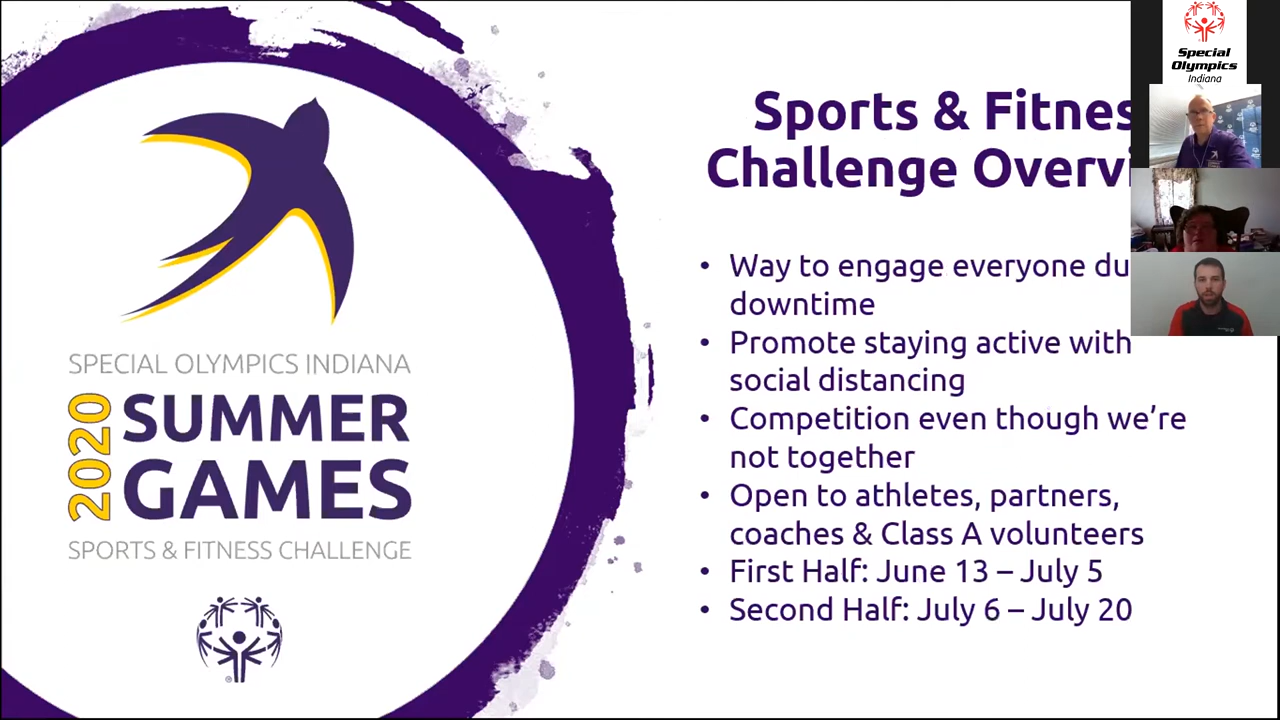 Special
Olympics
Indiana
Sports & Fitnes
Challenge Overvi
SPECIAL OLYMPICS INDIANA
2020
SUMMER
GAMES
SPORTS & FITNESS CHALLENGE
• Way to engage everyone du
downtime
• Promote staying active with
social distancing
• Competition even though we’re
not together
• Open to athletes, partners,
coaches & Class A volunteers
• First Half: June 13 – July 5
• Second Half: July 6 – July 20